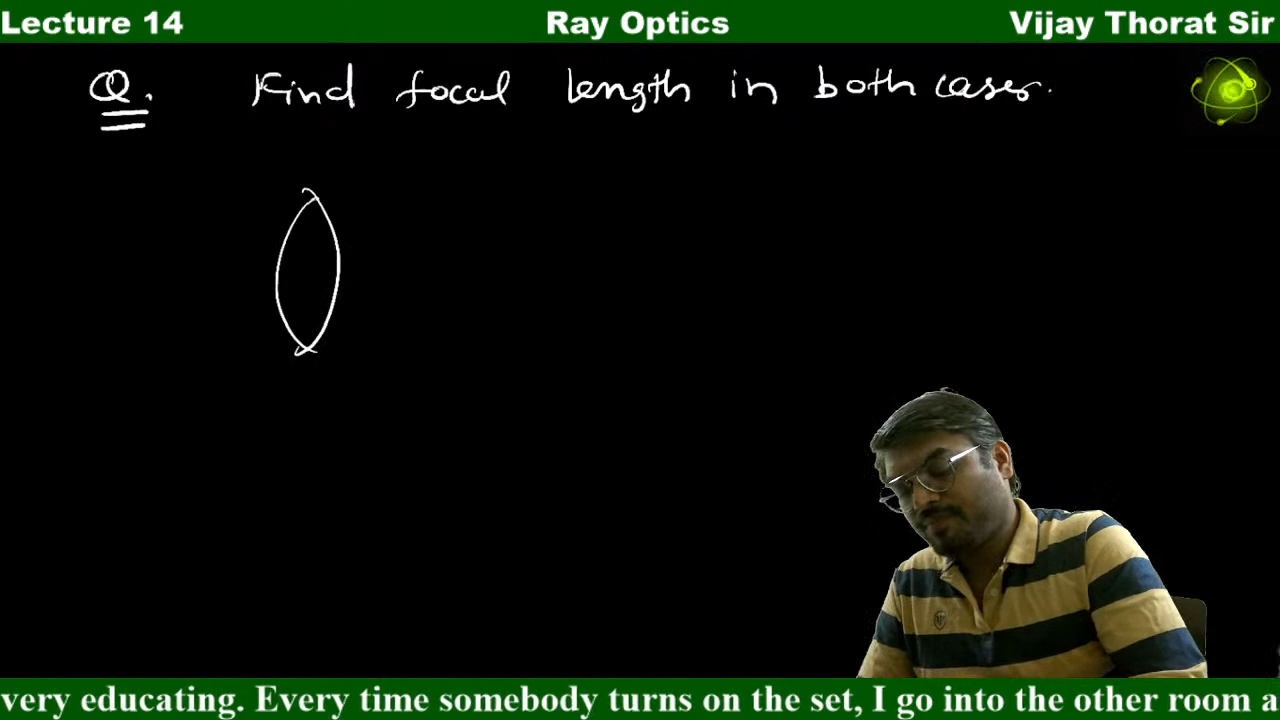 Lecture 14 Ray Optics Vijay Thorat Sir
Q. Find focal length in both cases.
very educating. Every time somebody turns on the set, I go into the other room a